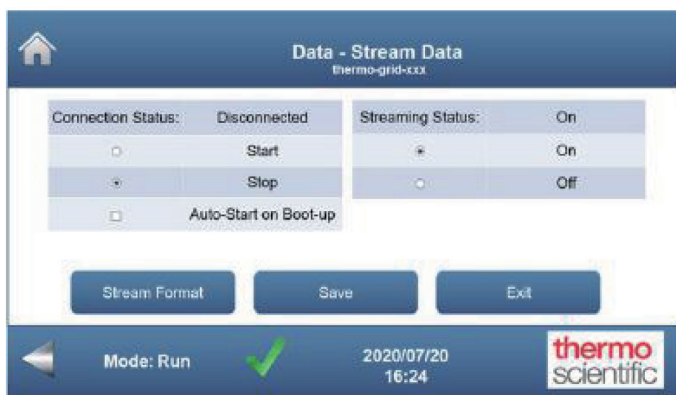 Data - Stream Data
thermo-grid-xxx
Connection Status: Disconnected Streaming Status: On
Start On
Stop Off
Auto-Start on Boot-up
Stream Format Save Exit
Mode: Run 2020/07/20
16:24
thermo
scientific